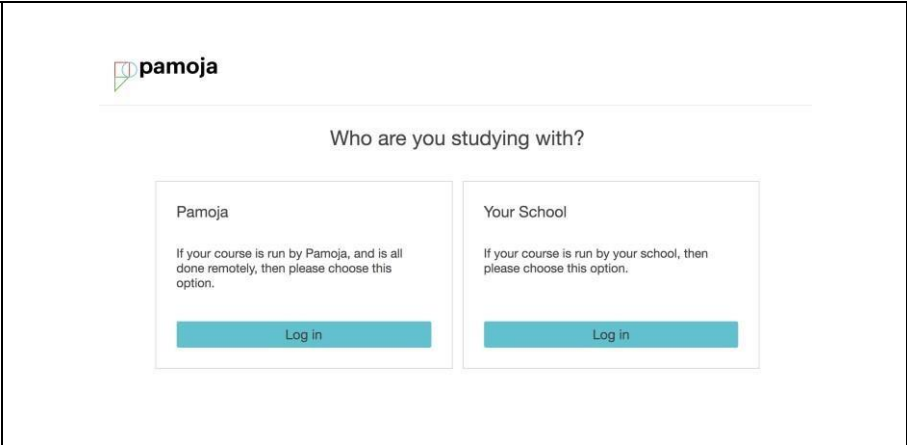 pamoja
Who are you studying with?
Pamoja
If your course is run by Pamoja, and is all
done remotely, then please choose this
option.
Log in
Your School
If your course is run by your school, then
please choose this option.
Log in